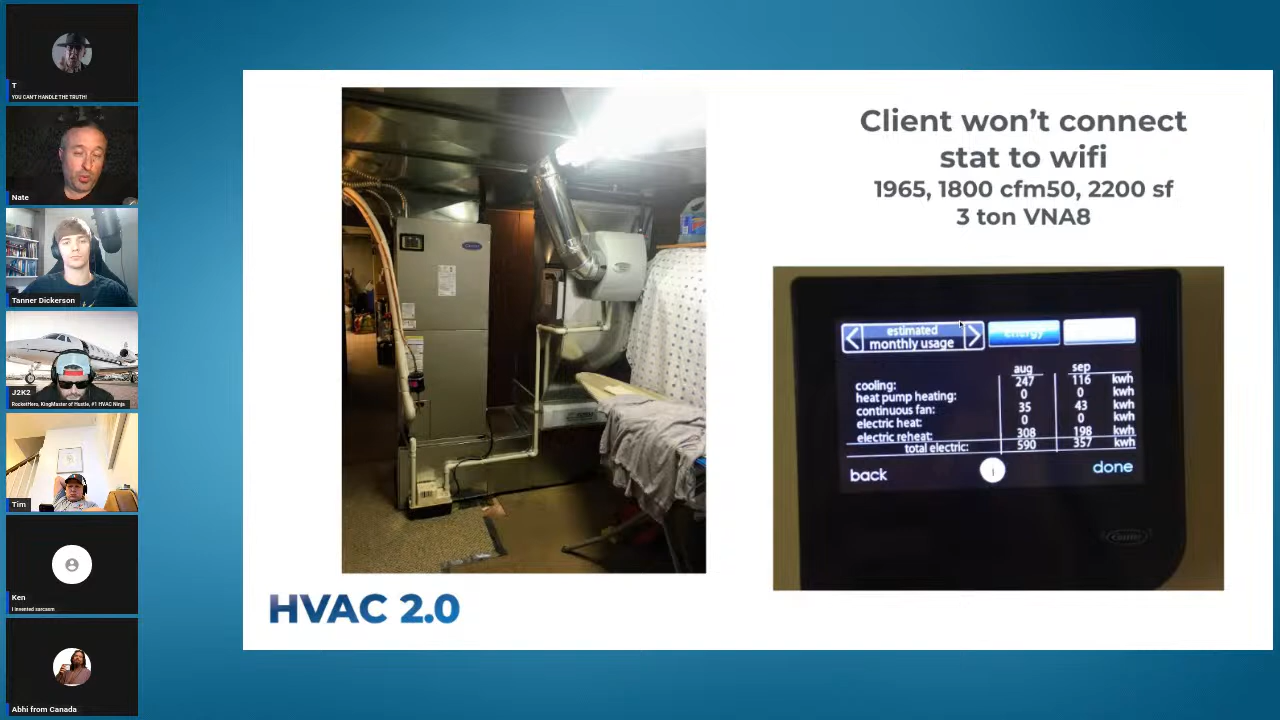 T
YOU CAN'T HANDLE THE TRUTH!
Nate
Tanner Dickerson
J2K2
RocketHero, KingMaster of Hustle, #1 HVAC Ninja
Tim
Ken
I invented sarcasm
Abhi from Canada
Client won't connect
stat to wifi
1965, 1800 cfm50, 2200 sf
3 ton VNA8
estimated
monthly usage
energy
aug sep
cooling: 247 116 kwh
heat pump heating: 0 0 kwh
continuous fan: 35 43 kwh
electric heat: 0 0 kwh
electric reheat: 308 198 kwh
total electric: 590 357 kwh
back
done
HVAC 2.0